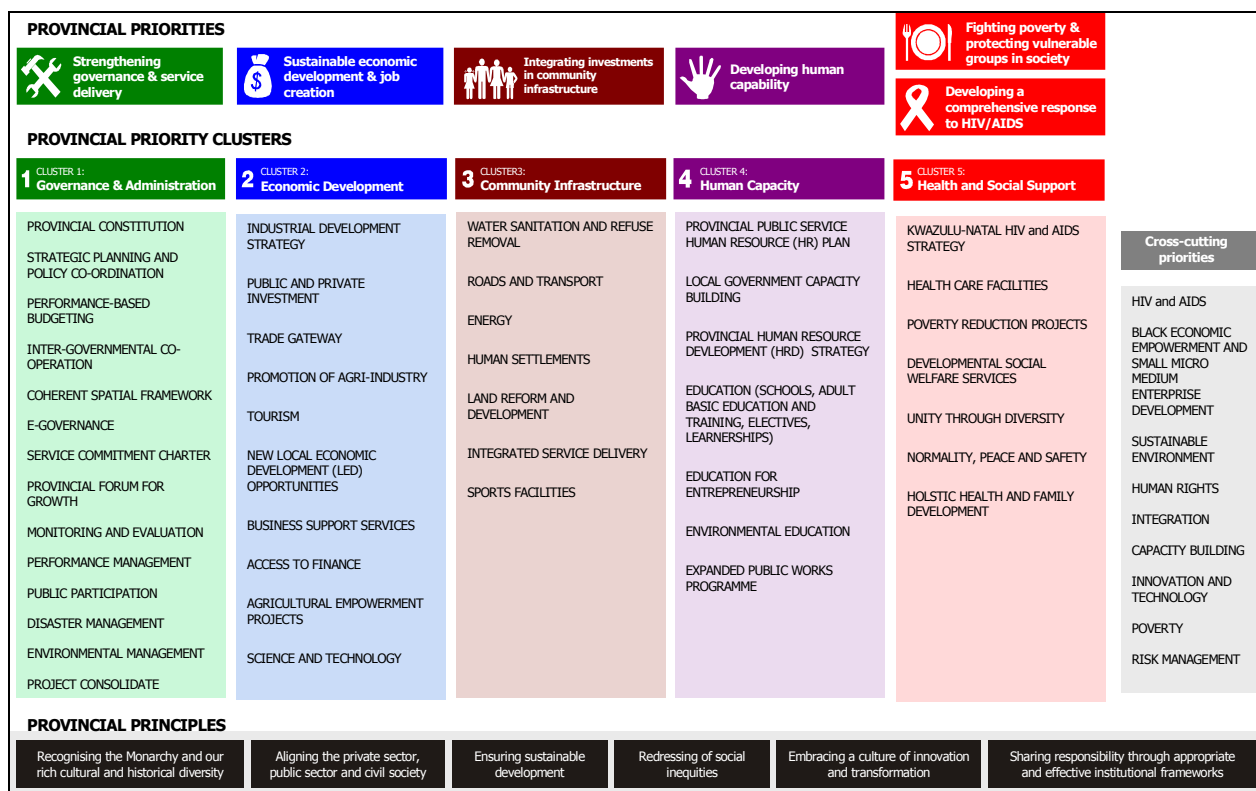 PROVINCIAL PRIORITIES
Strengthening
governance & service
delivery
$
Sustainable economic
development & job
creation
Integrating investments
in community
infrastructure
Developing human
capability
Fighting poverty &
protecting vulnerable
groups in society
Developing a
comprehensive response
to HIV/AIDS
PROVINCIAL PRIORITY CLUSTERS
1
CLUSTER 1:
Governance & Administration
PROVINCIAL CONSTITUTION
STRATEGIC PLANNING AND
POLICY CO-ORDINATION
PERFORMANCE-BASED
BUDGETING
INTER-GOVERNMENTAL CO-
OPERATION
COHERENT SPATIAL FRAMEWORK
E-GOVERNANCE
SERVICE COMMITMENT CHARTER
PROVINCIAL FORUM FOR
GROWTH
MONITORING AND EVALUATION
PERFORMANCE MANAGEMENT
PUBLIC PARTICIPATION
DISASTER MANAGEMENT
ENVIRONMENTAL MANAGEMENT
PROJECT CONSOLIDATE
2
CLUSTER 2:
Economic Development
INDUSTRIAL DEVELOPMENT
STRATEGY
PUBLIC AND PRIVATE
INVESTMENT
TRADE GATEWAY
PROMOTION OF AGRI-INDUSTRY
TOURISM
NEW LOCAL ECONOMIC
DEVELOPMENT (LED)
OPPORTUNITIES
BUSINESS SUPPORT SERVICES
ACCESS TO FINANCE
AGRICULTURAL EMPOWERMENT
PROJECTS
SCIENCE AND TECHNOLOGY
3
CLUSTER3:
Community Infrastructure
WATER SANITATION AND REFUSE
REMOVAL
ROADS AND TRANSPORT
ENERGY
HUMAN SETTLEMENTS
LAND REFORM AND
DEVELOPMENT
INTEGRATED SERVICE DELIVERY
SPORTS FACILITIES
4
CLUSTER 4:
Human Capacity
PROVINCIAL PUBLIC SERVICE
HUMAN RESOURCE (HR) PLAN
LOCAL GOVERNMENT CAPACITY
BUILDING
PROVINCIAL HUMAN RESOURCE
DEVLEOPMENT (HRD) STRATEGY
EDUCATION (SCHOOLS, ADULT
BASIC EDUCATION AND
TRAINING, ELECTIVES,
LEARNERSHIPS)
EDUCATION FOR
ENTREPRENEURSHIP
ENVIRONMENTAL EDUCATION
EXPANDED PUBLIC WORKS
PROGRAMME
5
CLUSTER 5:
Health and Social Support
KWAZULU-NATAL HIV and AIDS
STRATEGY
HEALTH CARE FACILITIES
POVERTY REDUCTION PROJECTS
DEVELOPMENTAL SOCIAL
WELFARE SERVICES
UNITY THROUGH DIVERSITY
NORMALITY, PEACE AND SAFETY
HOLSTIC HEALTH AND FAMILY
DEVELOPMENT
Cross-cutting
priorities
HIV and AIDS
BLACK ECONOMIC
EMPOWERMENT AND
SMALL MICRO
MEDIUM
ENTERPRISE
DEVELOPMENT
SUSTAINABLE
ENVIRONMENT
HUMAN RIGHTS
INTEGRATION
CAPACITY BUILDING
INNOVATION AND
TECHNOLOGY
POVERTY
RISK MANAGEMENT
PROVINCIAL PRINCIPLES
Recognising the Monarchy and our
rich cultural and historical diversity
Aligning the private sector,
public sector and civil society
Ensuring sustainable
development
Redressing of social
inequities
Embracing a culture of innovation
and transformation
Sharing responsibility through appropriate
and effective institutional frameworks